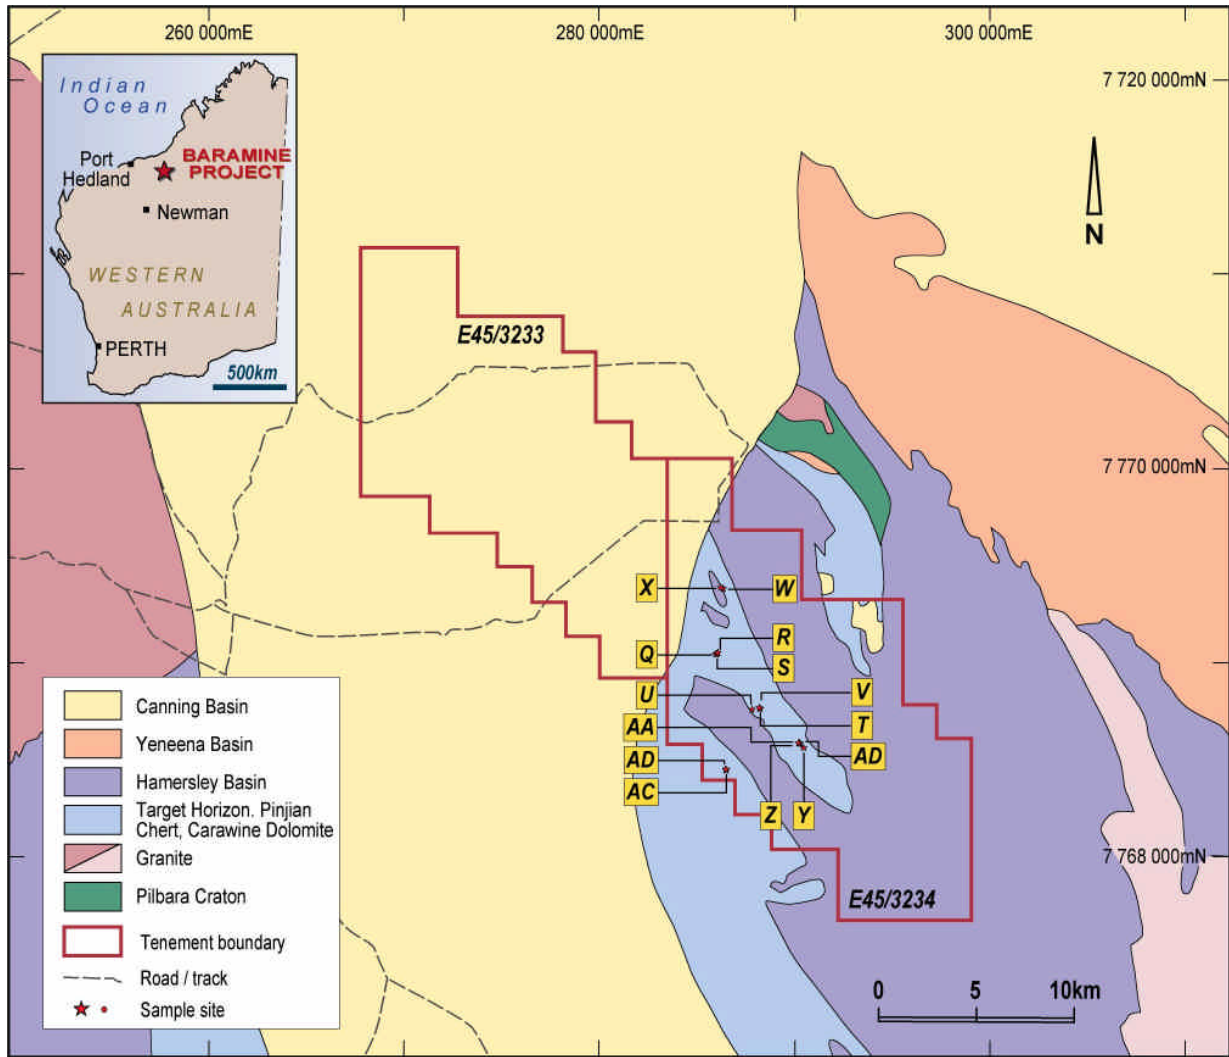 260 000mE
280 000mE
300 000mE
7 720 000mN
Indian
Ocean
Port
Hedland
BARAMINE
PROJECT
Newman
WESTERN
AUSTRALIA
PERTH
500km
N
E45/3233
7 770 000mN
X
W
R
Q
S
U
V
AA
T
AD
AD
AC
Z
Y
7 768 000mN
E45/3234
Canning Basin
Yeneena Basin
Hamersley Basin
Target Horizon. Pinjian
Chert, Carawine Dolomite
Granite
Pilbara Craton
Tenement boundary
Road / track
Sample site
0 5 10km